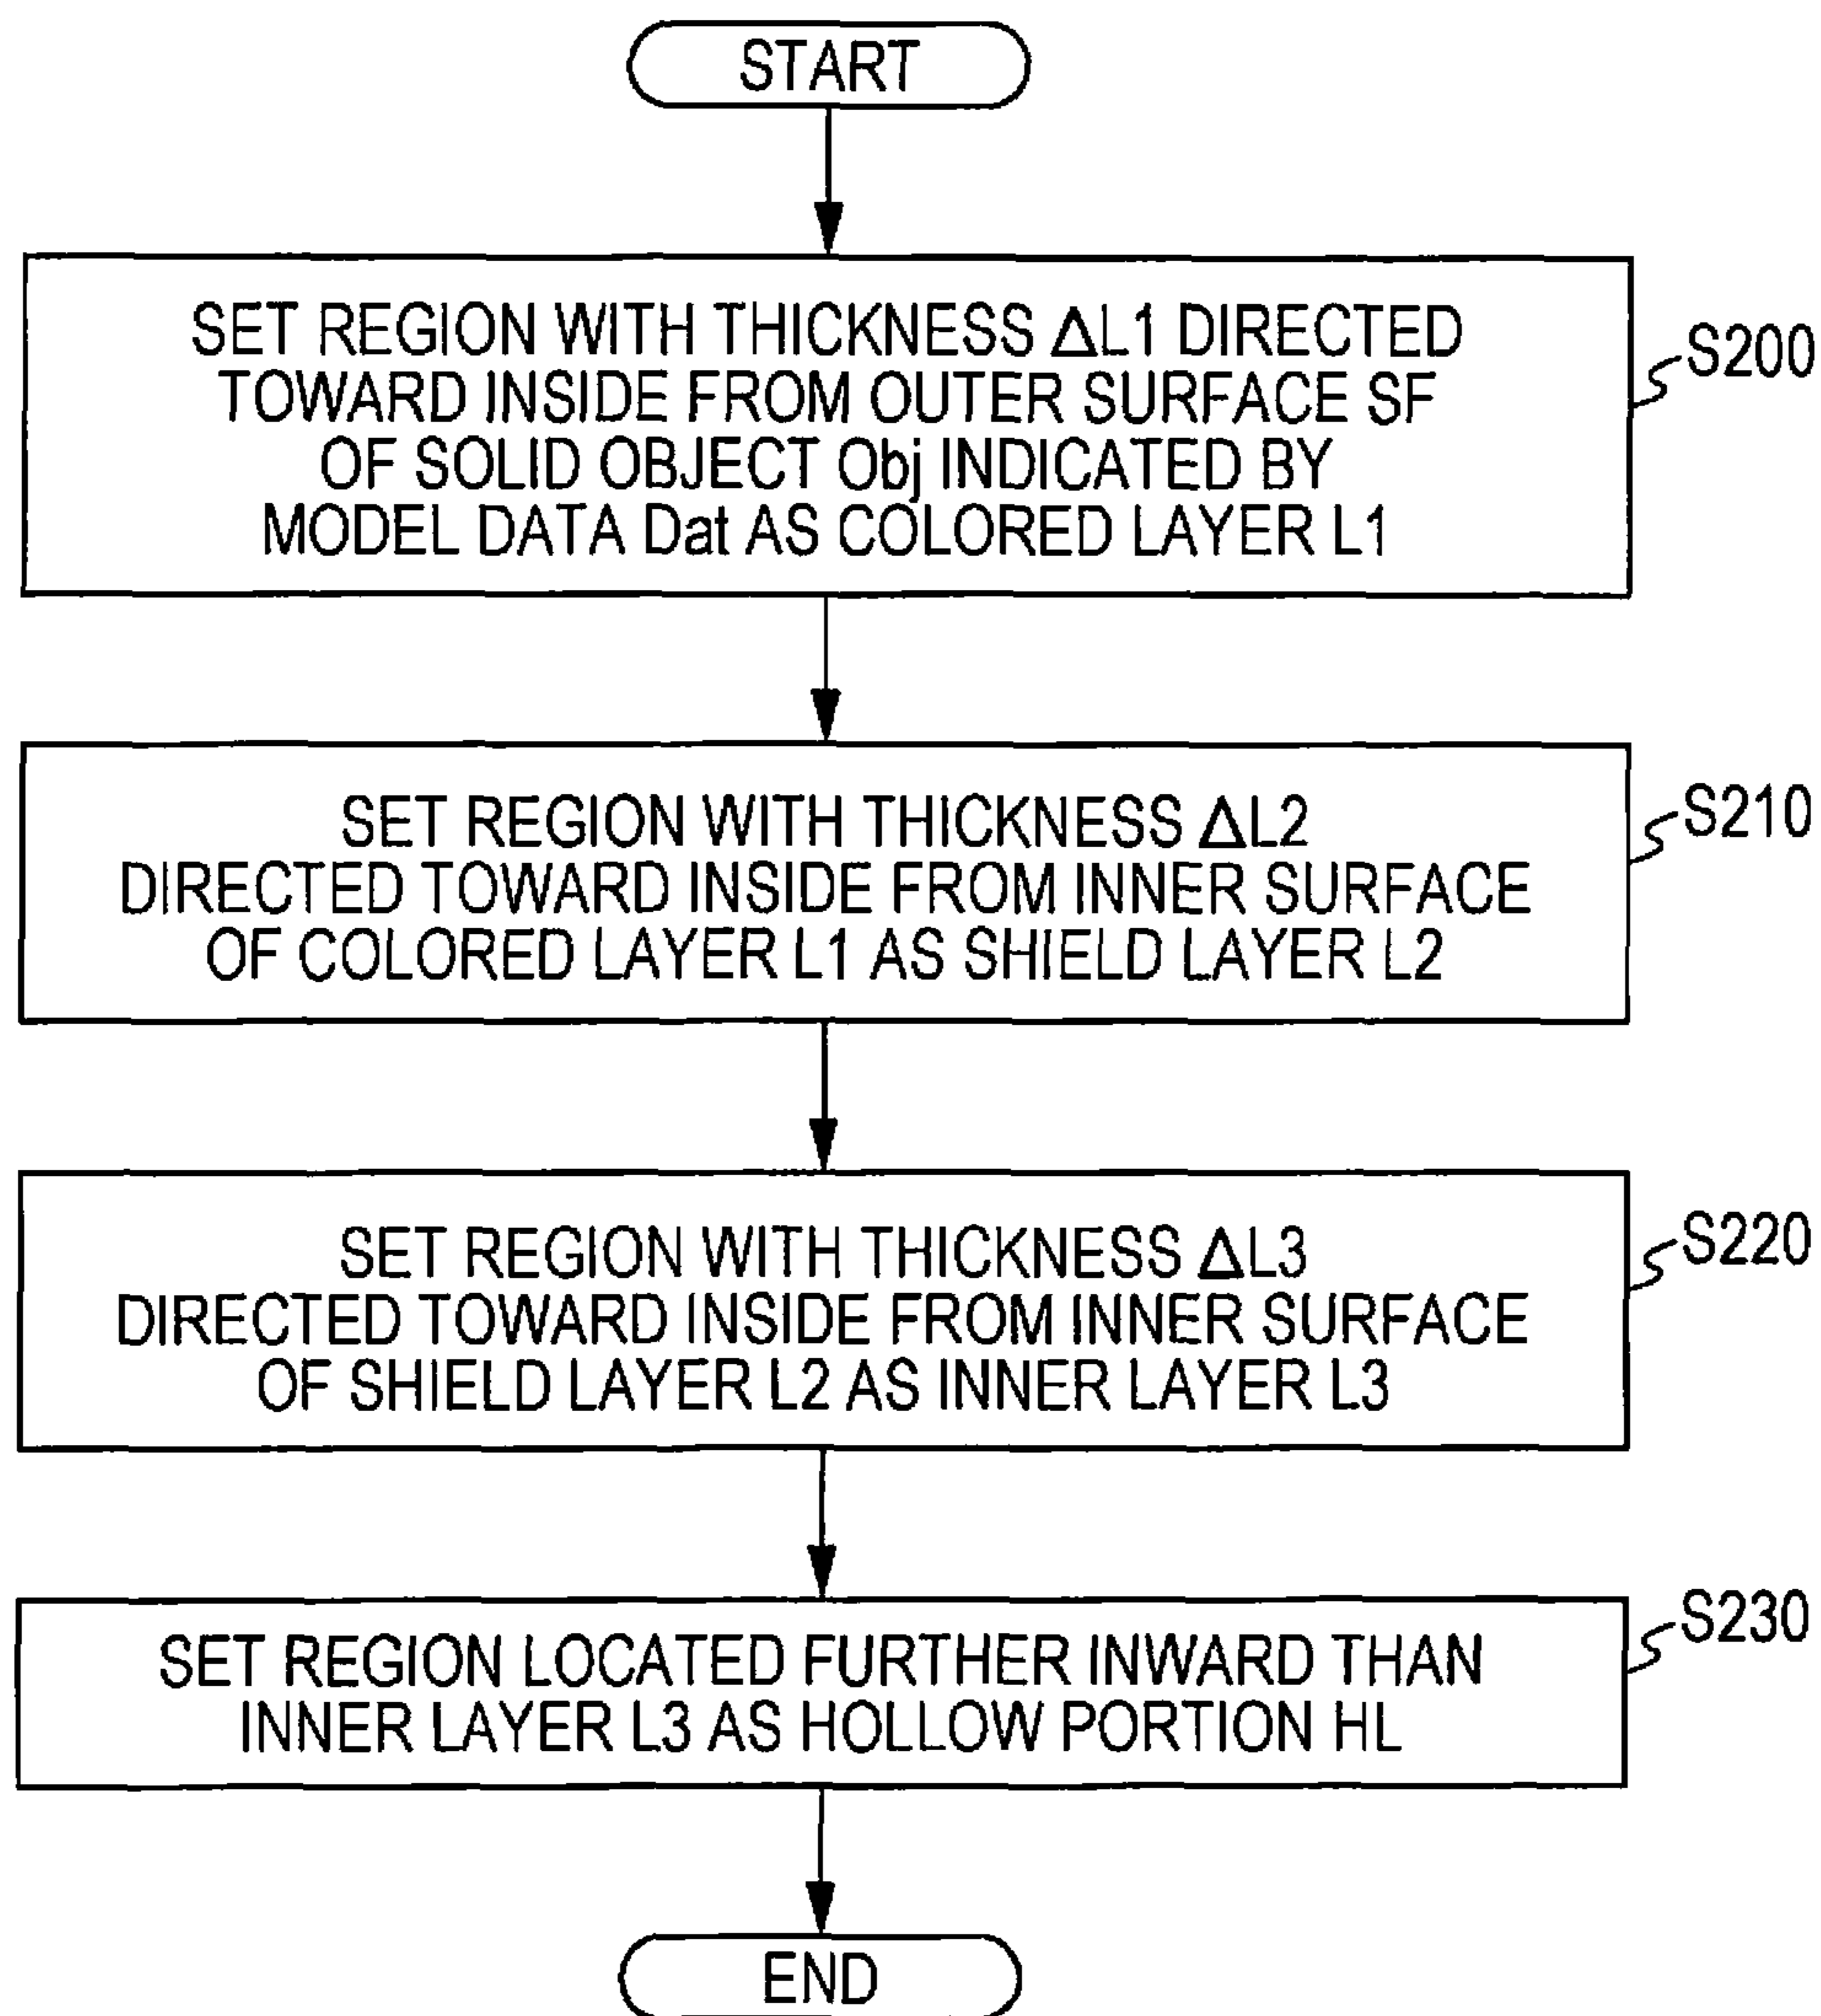 START
SET REGION WITH THICKNESS ΔL1 DIRECTED
TOWARD INSIDE FROM OUTER SURFACE SF
OF SOLID OBJECT Obj INDICATED BY
MODEL DATA Dat AS COLORED LAYER L1
S200
SET REGION WITH THICKNESS ΔL2
DIRECTED TOWARD INSIDE FROM INNER SURFACE
OF COLORED LAYER L1 AS SHIELD LAYER L2
S210
SET REGION WITH THICKNESS ΔL3
DIRECTED TOWARD INSIDE FROM INNER SURFACE
OF SHIELD LAYER L2 AS INNER LAYER L3
S220
SET REGION LOCATED FURTHER INWARD THAN
INNER LAYER L3 AS HOLLOW PORTION HL
S230
END